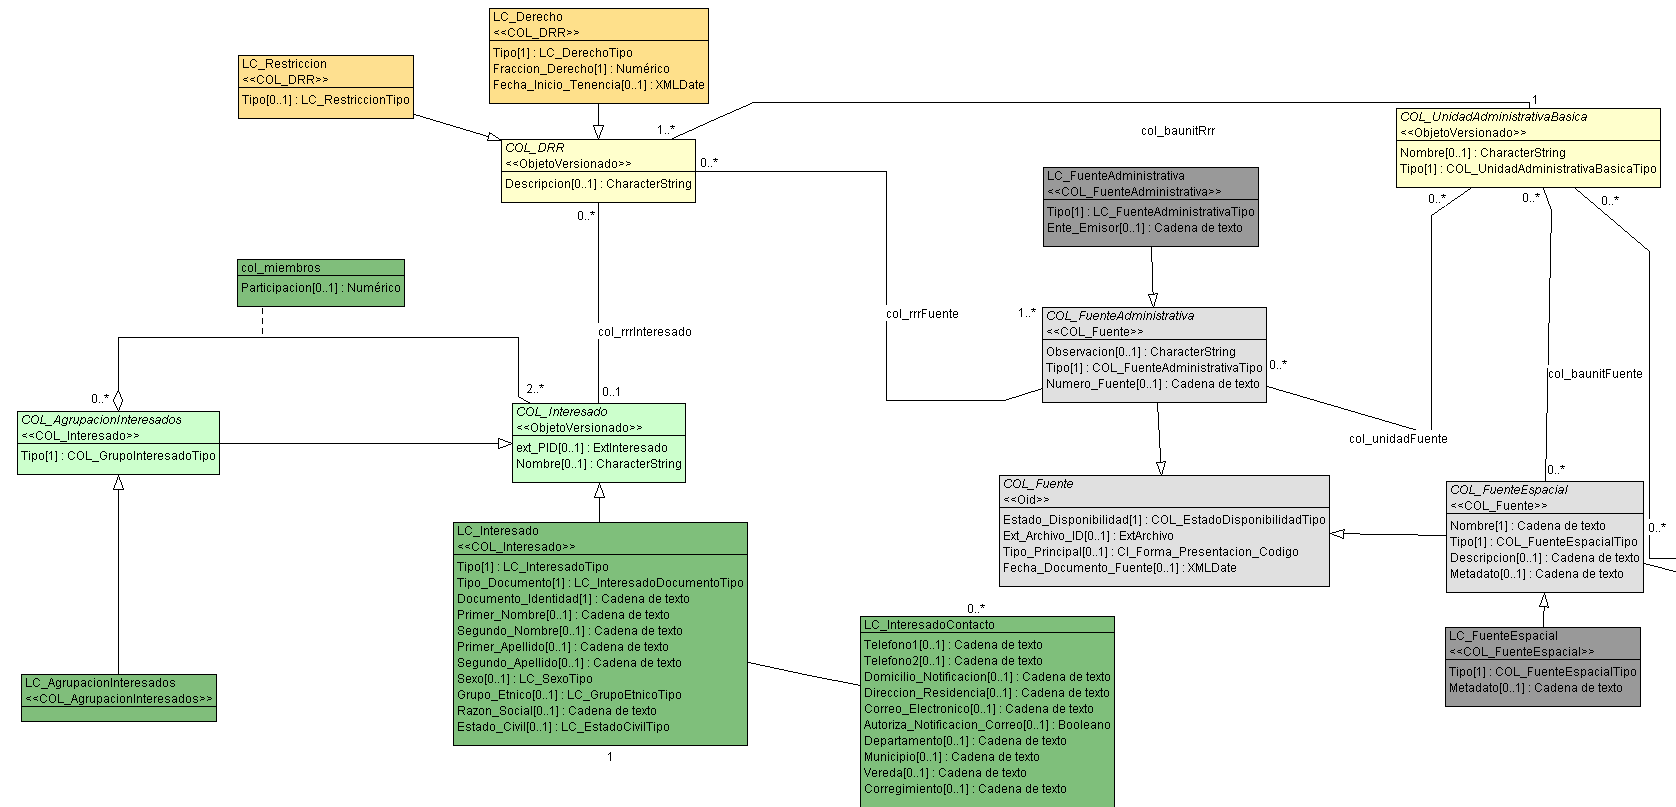 LC_Derecho
<<COL_DRR>>
Tipo[1] : LC_DerechoTipo
Fraccion_Derecho[1] : Numérico
Fecha_Inicio_Tenencia[0..1] : XMLDate
LC_Restriccion
<<COL_DRR>>
Tipo[0..1] : LC_RestriccionTipo
1..*
1
COL_DRR
<<ObjetoVersionado>>
Descripcion[0..1] : CharacterString
0..*
0..*
col_baunitRrr
COL_UnidadAdministrativaBasica
<<ObjetoVersionado>>
Nombre[0..1] : CharacterString
Tipo[1] : COL_UnidadAdministrativaBasicaTipo
0..*
0..*
0..*
LC_FuenteAdministrativa
<<COL_FuenteAdministrativa>>
Tipo[1] : LC_FuenteAdministrativaTipo
Ente_Emisor[0..1] : Cadena de texto
col_miembros
Participacion[0..1] : Numérico
col_rrrInteresado
col_rrrFuente
1..*
COL_FuenteAdministrativa
<<COL_Fuente>>
Observacion[0..1] : CharacterString
Tipo[1] : COL_FuenteAdministrativaTipo
Numero_Fuente[0..1] : Cadena de texto
0..*
col_baunitFuente
col_unidadFuente
0..*
2..*
0..1
COL_AgrupacionInteresados
<<COL_Interesado>>
Tipo[1] : COL_GrupoInteresadoTipo
COL_Interesado
<<ObjetoVersionado>>
ext_PID[0..1] : ExtInteresado
Nombre[0..1] : CharacterString
COL_Fuente
<<Oid>>
Estado_Disponibilidad[1] : COL_EstadoDisponibilidadTipo
Ext_Archivo_ID[0..1] : ExtArchivo
Tipo_Principal[0..1] : CI_Forma_Presentacion_Codigo
Fecha_Documento_Fuente[0..1] : XMLDate
0..*
COL_FuenteEspacial
<<COL_Fuente>>
Nombre[1] : Cadena de texto
Tipo[1] : COL_FuenteEspacialTipo
Descripcion[0..1] : Cadena de texto
Metadato[0..1] : Cadena de texto
0..*
LC_Interesado
<<COL_Interesado>>
Tipo[1] : LC_InteresadoTipo
Tipo_Documento[1] : LC_InteresadoDocumentoTipo
Documento_Identidad[1] : Cadena de texto
Primer_Nombre[0..1] : Cadena de texto
Segundo_Nombre[0..1] : Cadena de texto
Primer_Apellido[0..1] : Cadena de texto
Segundo_Apellido[0..1] : Cadena de texto
Sexo[0..1] : LC_SexoTipo
Grupo_Etnico[0..1] : LC_GrupoEtnicoTipo
Razon_Social[0..1] : Cadena de texto
Estado_Civil[0..1] : LC_EstadoCivilTipo
1
0..*
LC_InteresadoContacto
Telefono1[0..1] : Cadena de texto
Telefono2[0..1] : Cadena de texto
Domicilio_Notificacion[0..1] : Cadena de texto
Direccion_Residencia[0..1] : Cadena de texto
Correo_Electronico[0..1] : Cadena de texto
Autoriza_Notificacion_Correo[0..1] : Booleano
Departamento[0..1] : Cadena de texto
Municipio[0..1] : Cadena de texto
Vereda[0..1] : Cadena de texto
Corregimiento[0..1] : Cadena de texto
LC_FuenteEspacial
<<COL_FuenteEspacial>>
Tipo[1] : COL_FuenteEspacialTipo
Metadato[0..1] : Cadena de texto
LC_AgrupacionInteresados
<<COL_AgrupacionInteresados>>